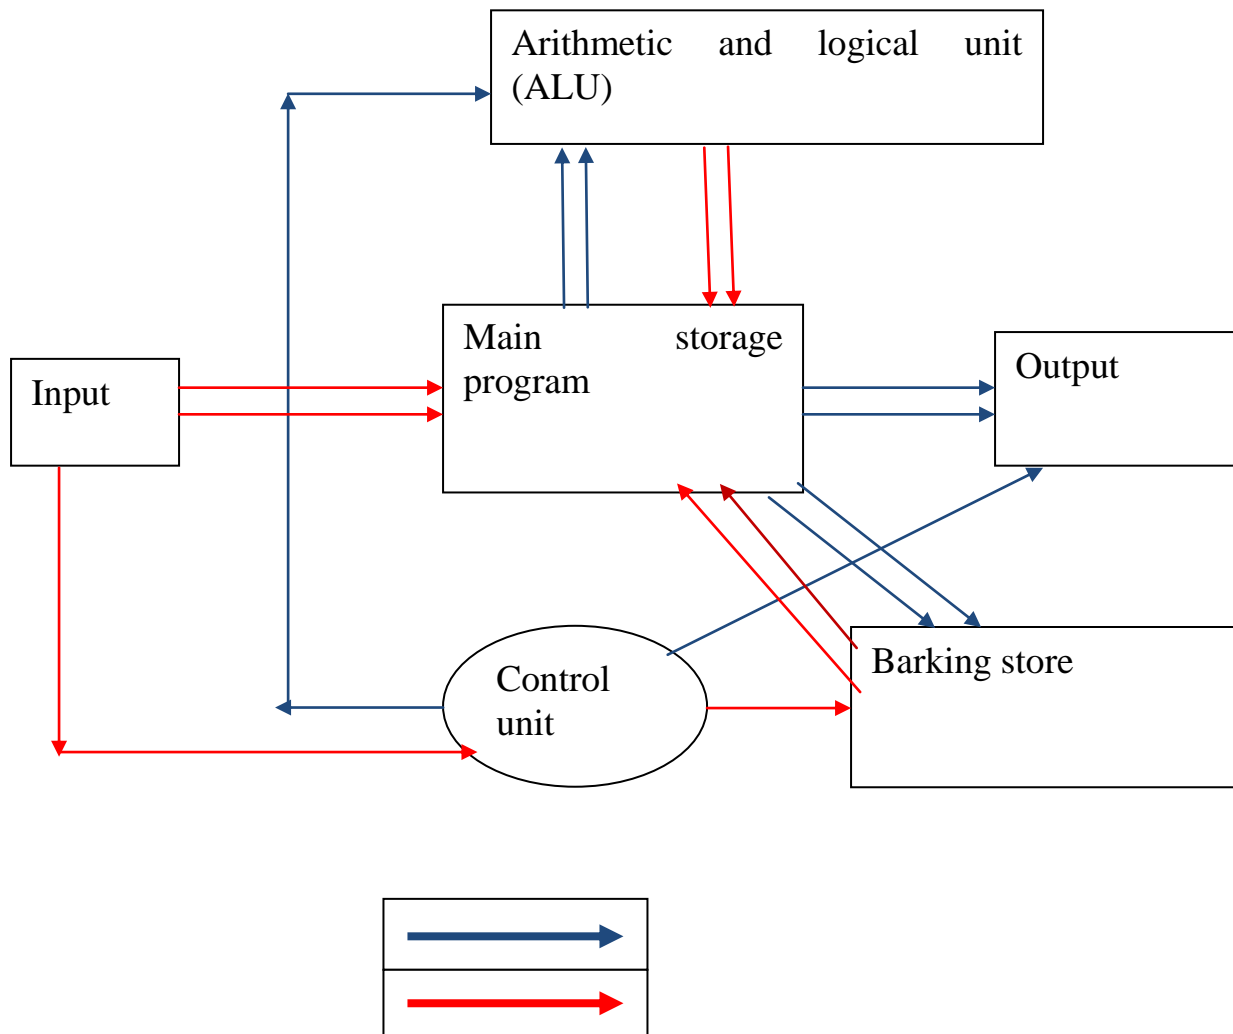 Arithmetic and logical unit
(ALU)
Main storage
program
Input
Output
Control
unit
Barking store